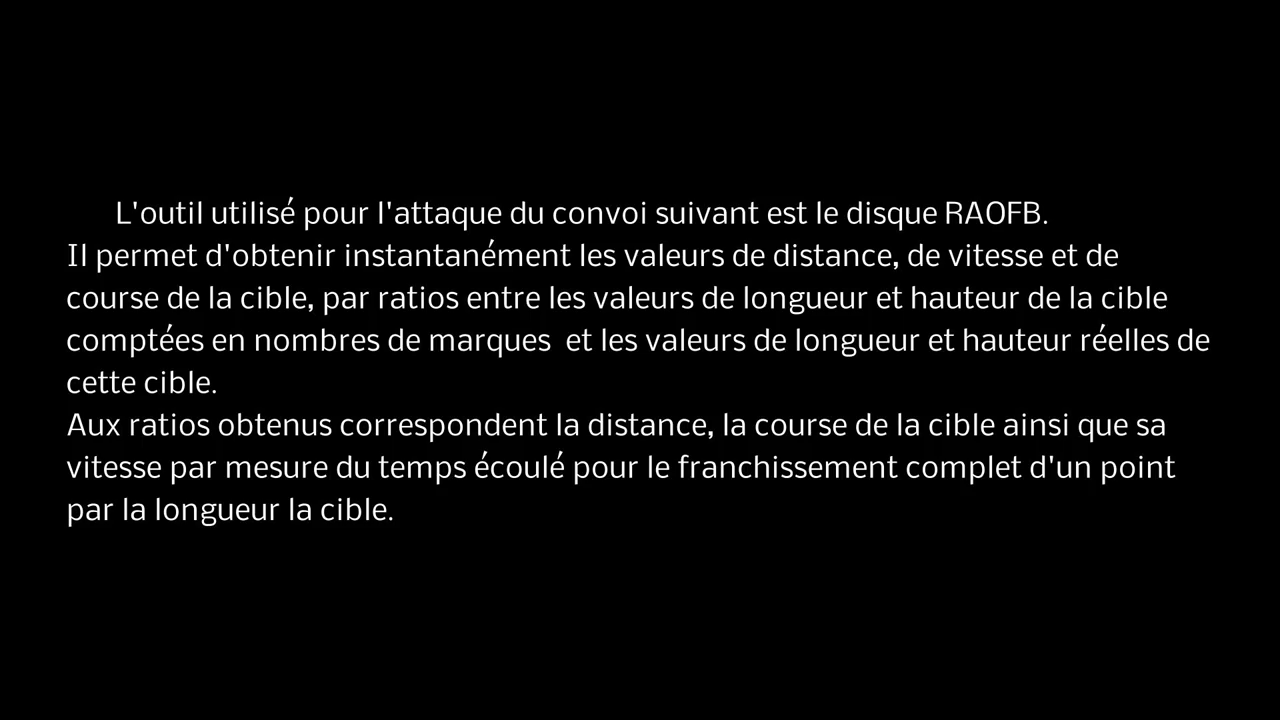 L'outil utilisé pour l'attaque du convoi suivant est le disque RAOFB.
Il permet d'obtenir instantanément les valeurs de distance, de vitesse et de
course de la cible, par ratios entre les valeurs de longueur et hauteur de la cible
comptées en nombres de marques  et les valeurs de longueur et hauteur réelles de
cette cible.
Aux ratios obtenus correspondent la distance, la course de la cible ainsi que sa
vitesse par mesure du temps écoulé pour le franchissement complet d'un point
par la longueur la cible.